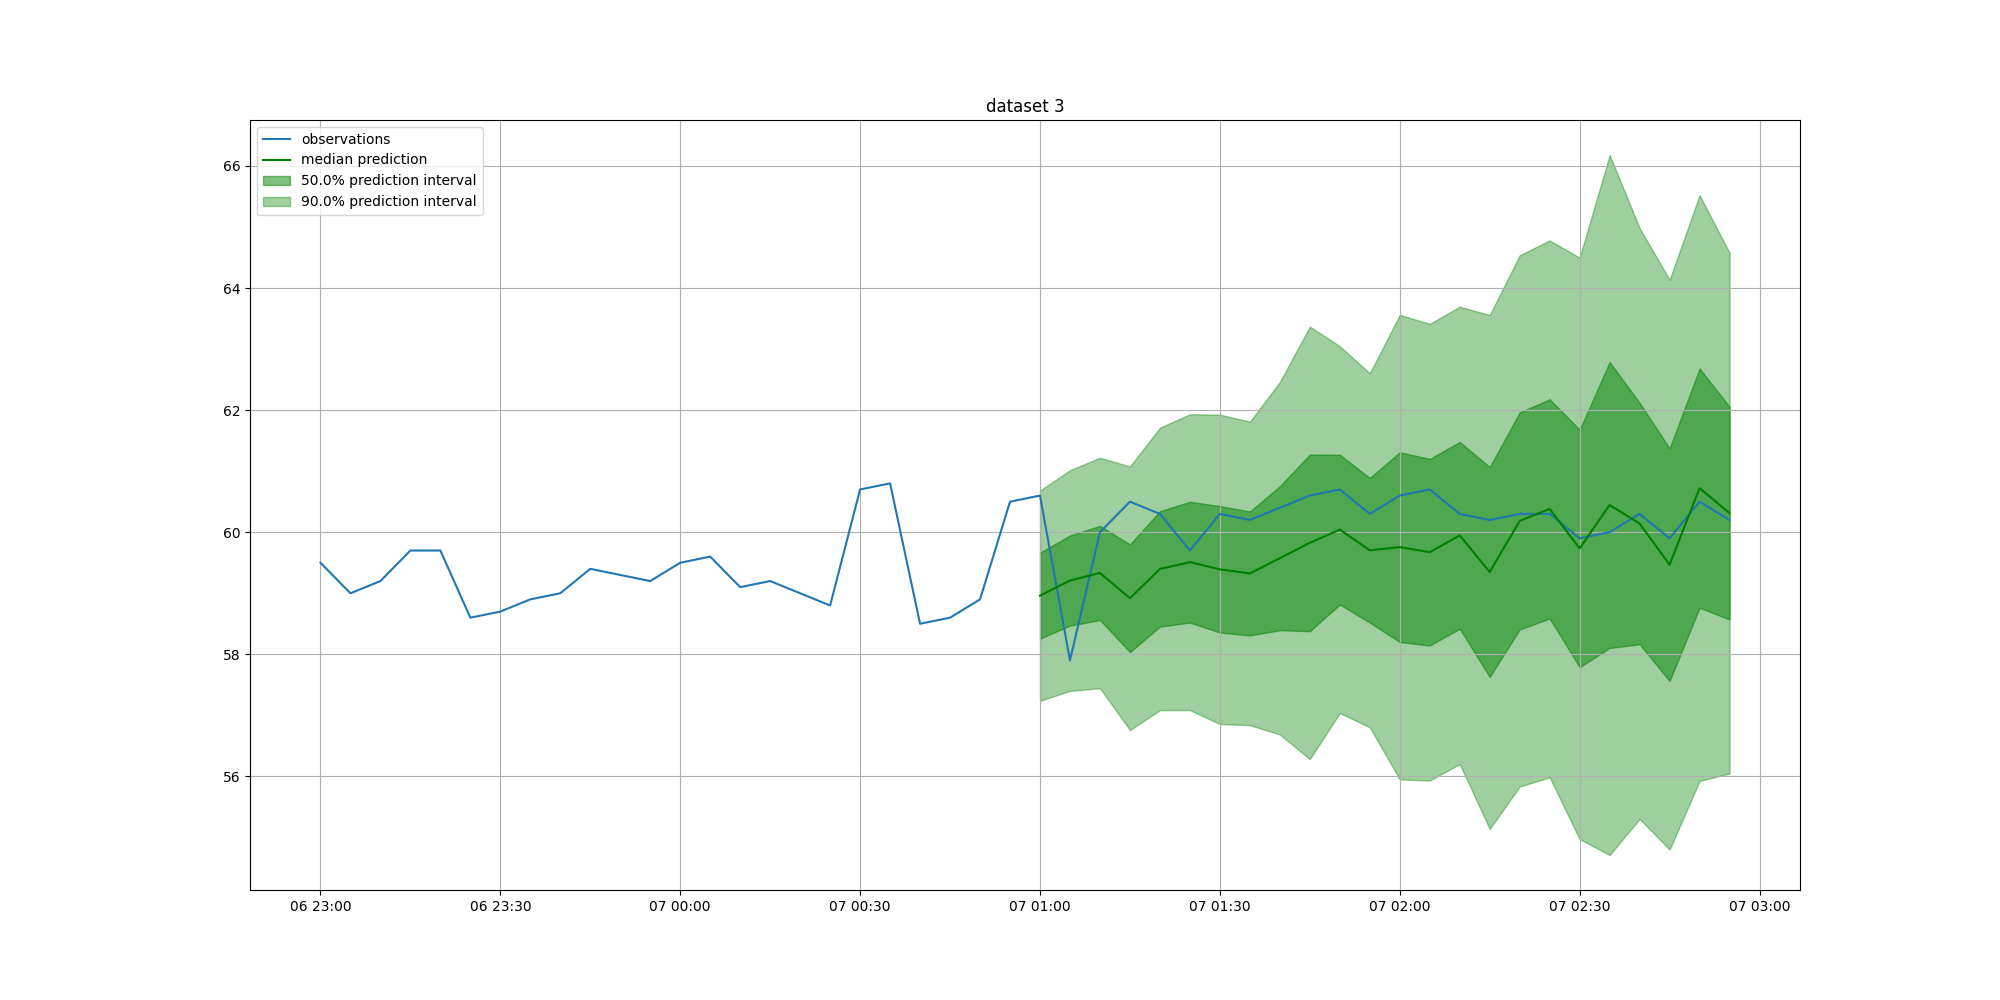 dataset 3
observations
median prediction
50.0% prediction interval
90.0% prediction interval
66
64
62
60
58
56
06 23:00 06 23:30 07 00:00 07 00:30 07 01:00 07 01:30 07 02:00 07 02:30 07 03:00